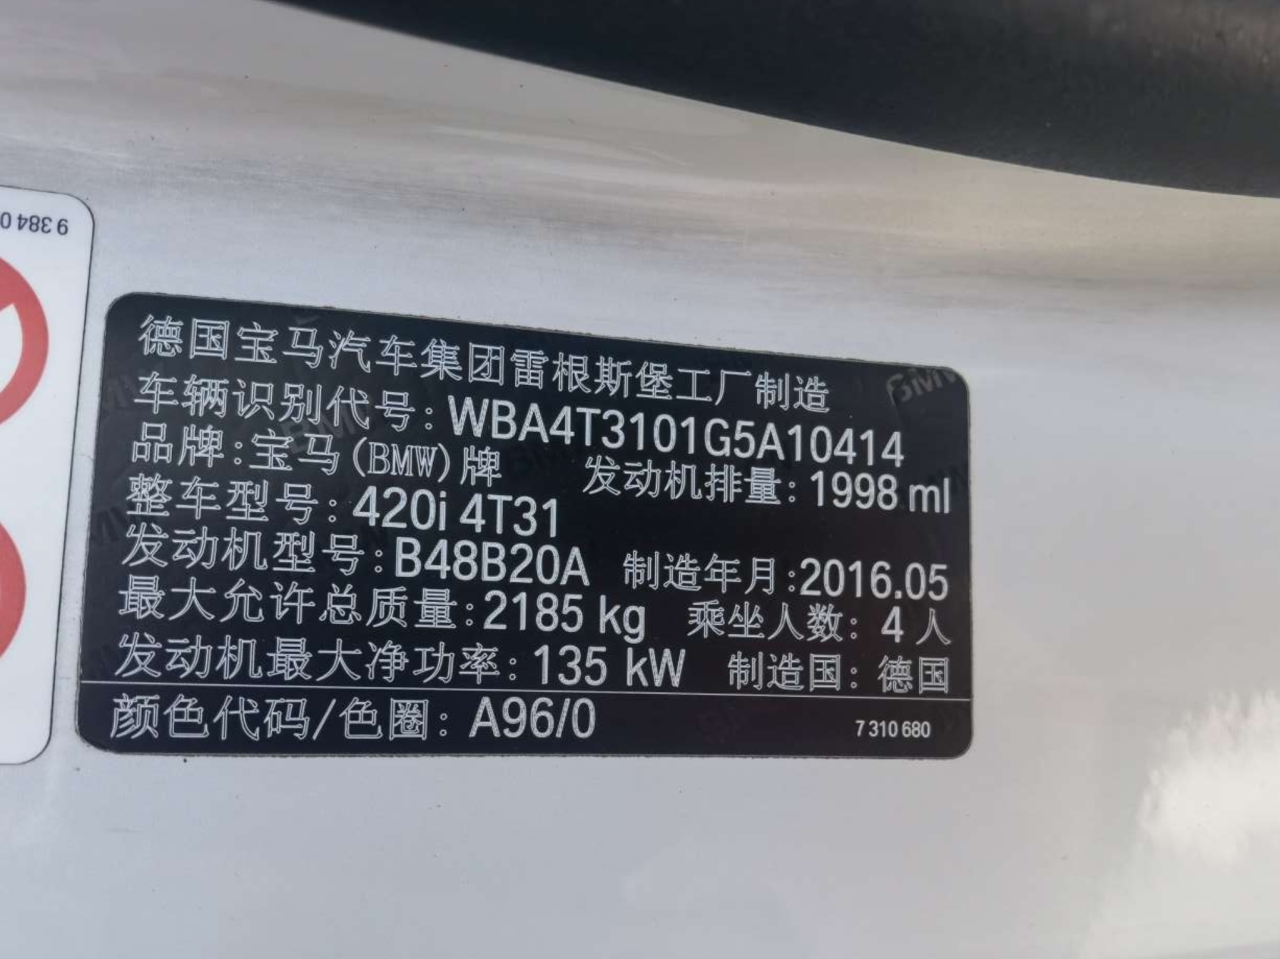 9 384 0
德国宝马汽车集团雷根斯堡工厂制造
车辆识别代号：WBA4T3101G5A10414
品牌：宝马(BMW)牌 发动机排量：1998 ml
整车型号：420i 4T31
发动机型号：B48B20A 制造年月：2016.05
最大允许总质量：2185 kg 乘坐人数：4人
发动机最大净功率：135 kW 制造国：德国
颜色代码/色圈：A96/0 7 310 680